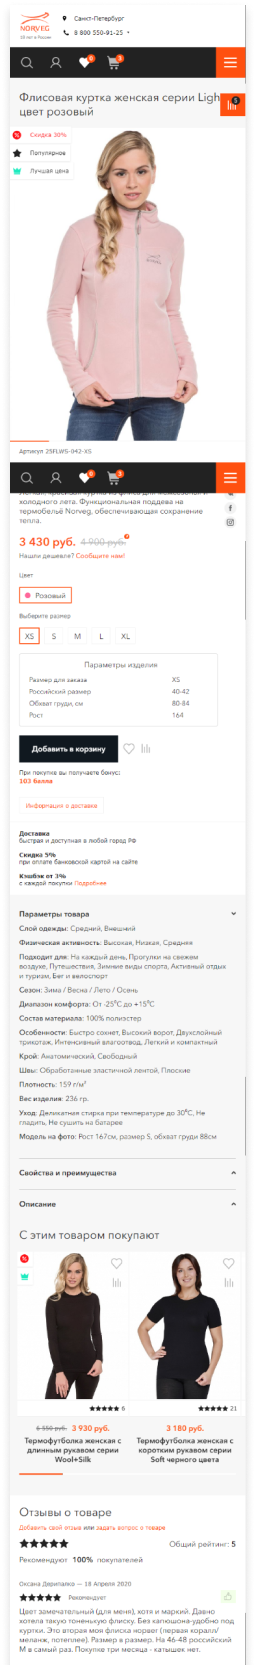 NORVEG
Санкт-Петербург
8 800 550-91-25
0
3
Флисовая куртка женская серии Light
цвет розовый
5
Скидка 30%
Популярное
Лучшая цена
Артикул 25FLWS-042-XS
0
3
холодного лета. Функциональная поддева на
термобельё Norveg, обеспечивающая сохранение
тепла.
3 430 руб. 4 900 руб.
Нашли дешевле? Сообщите нам!
Цвет
Розовый
Выберите размер
XS S M L XL
Параметры изделия
Размер для заказа XS
Российский размер 40-42
Обхват груди, см 80-84
Рост 164
Добавить в корзину
При покупке вы получаете бонус:
103 балла
Информация о доставке
Доставка
быстрая и доступная в любой город РФ
Скидка 5%
при оплате банковской картой на сайте
Кэшбэк от 3%
с каждой покупки Подробнее
Параметры товара
Слой одежды: Средний, Внешний
Физическая активность: Высокая, Низкая, Средняя
Подходит для: На каждый день, Прогулки на свежем
воздухе, Путешествия, Зимние виды спорта, Активный отдых
и туризм, Бег и велоспорт
Сезон: Зима / Весна / Лето / Осень
Диапазон комфорта: От -25°С до +15°С
Состав материала: 100% полиэстер
Особенности: Быстро сохнет, Высокий ворот, Двухслойный
трикотаж, Интенсивный влагоотвод, Легкий и компактный
Крой: Анатомический, Свободный
Швы: Обработанные эластичной лентой, Плоские
Плотность: 159 г/м²
Вес изделия: 236 гр.
Уход: Деликатная стирка при температуре до 30°С, Не
гладить, Не сушить на батарее
Модель на фото: Рост 167см, размер S, обхват груди 88см
Свойства и преимущества
Описание
С этим товаром покупают
6
21
6 550 руб. 3 930 руб.
Термофутболка женская с
длинным рукавом серии
Wool+Silk
3 180 руб.
Термофутболка женская с
коротким рукавом серии
Soft черного цвета
Отзывы о товаре
Добавить свой отзыв или задать вопрос о товаре
Общий рейтинг: 5
Рекомендуют 100% покупателей
Оксана Дерипалко — 18 Апреля 2020
Рекомендует
Цвет замечательный (для меня), хотя и маркий. Давно
хотела такую тоненькую флиску. Без капюшона-удобно под
куртки. Это вторая моя флиска норвег (первая коралл/
меланж, потеплее). Размер в размер. На 46-48 российский
М в самый раз. Покупке три месяца - катышек нет.